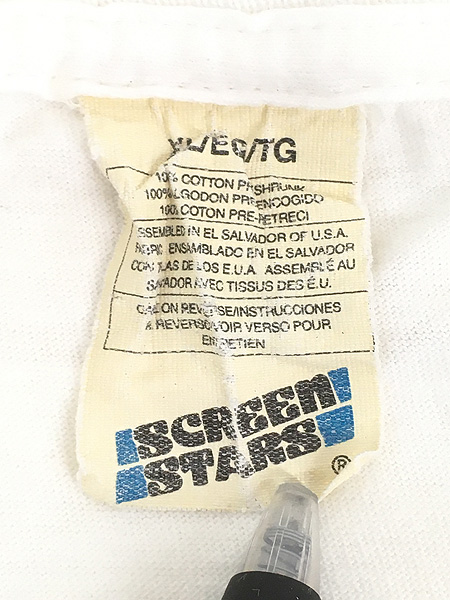 XL/EG/TG
100% COTTON PRESHRUNK
100% ALGODON PREENCOGIDO
100% COTON PRE-RETRECI
ASSEMBLED IN EL SALVADOR OF U.S.A.
FABRIC ENSAMBLADO EN EL SALVADOR
CON TELAS DE LOS E.U.A. ASSEMBLÉ AU
SALVADOR AVEC TISSUS DES É.U.
CARE ON REVERSE/INSTRUCCIONES
REVERSO/VOIR VERSO POUR
ENTRETIEN
SCREEN
STARS ®